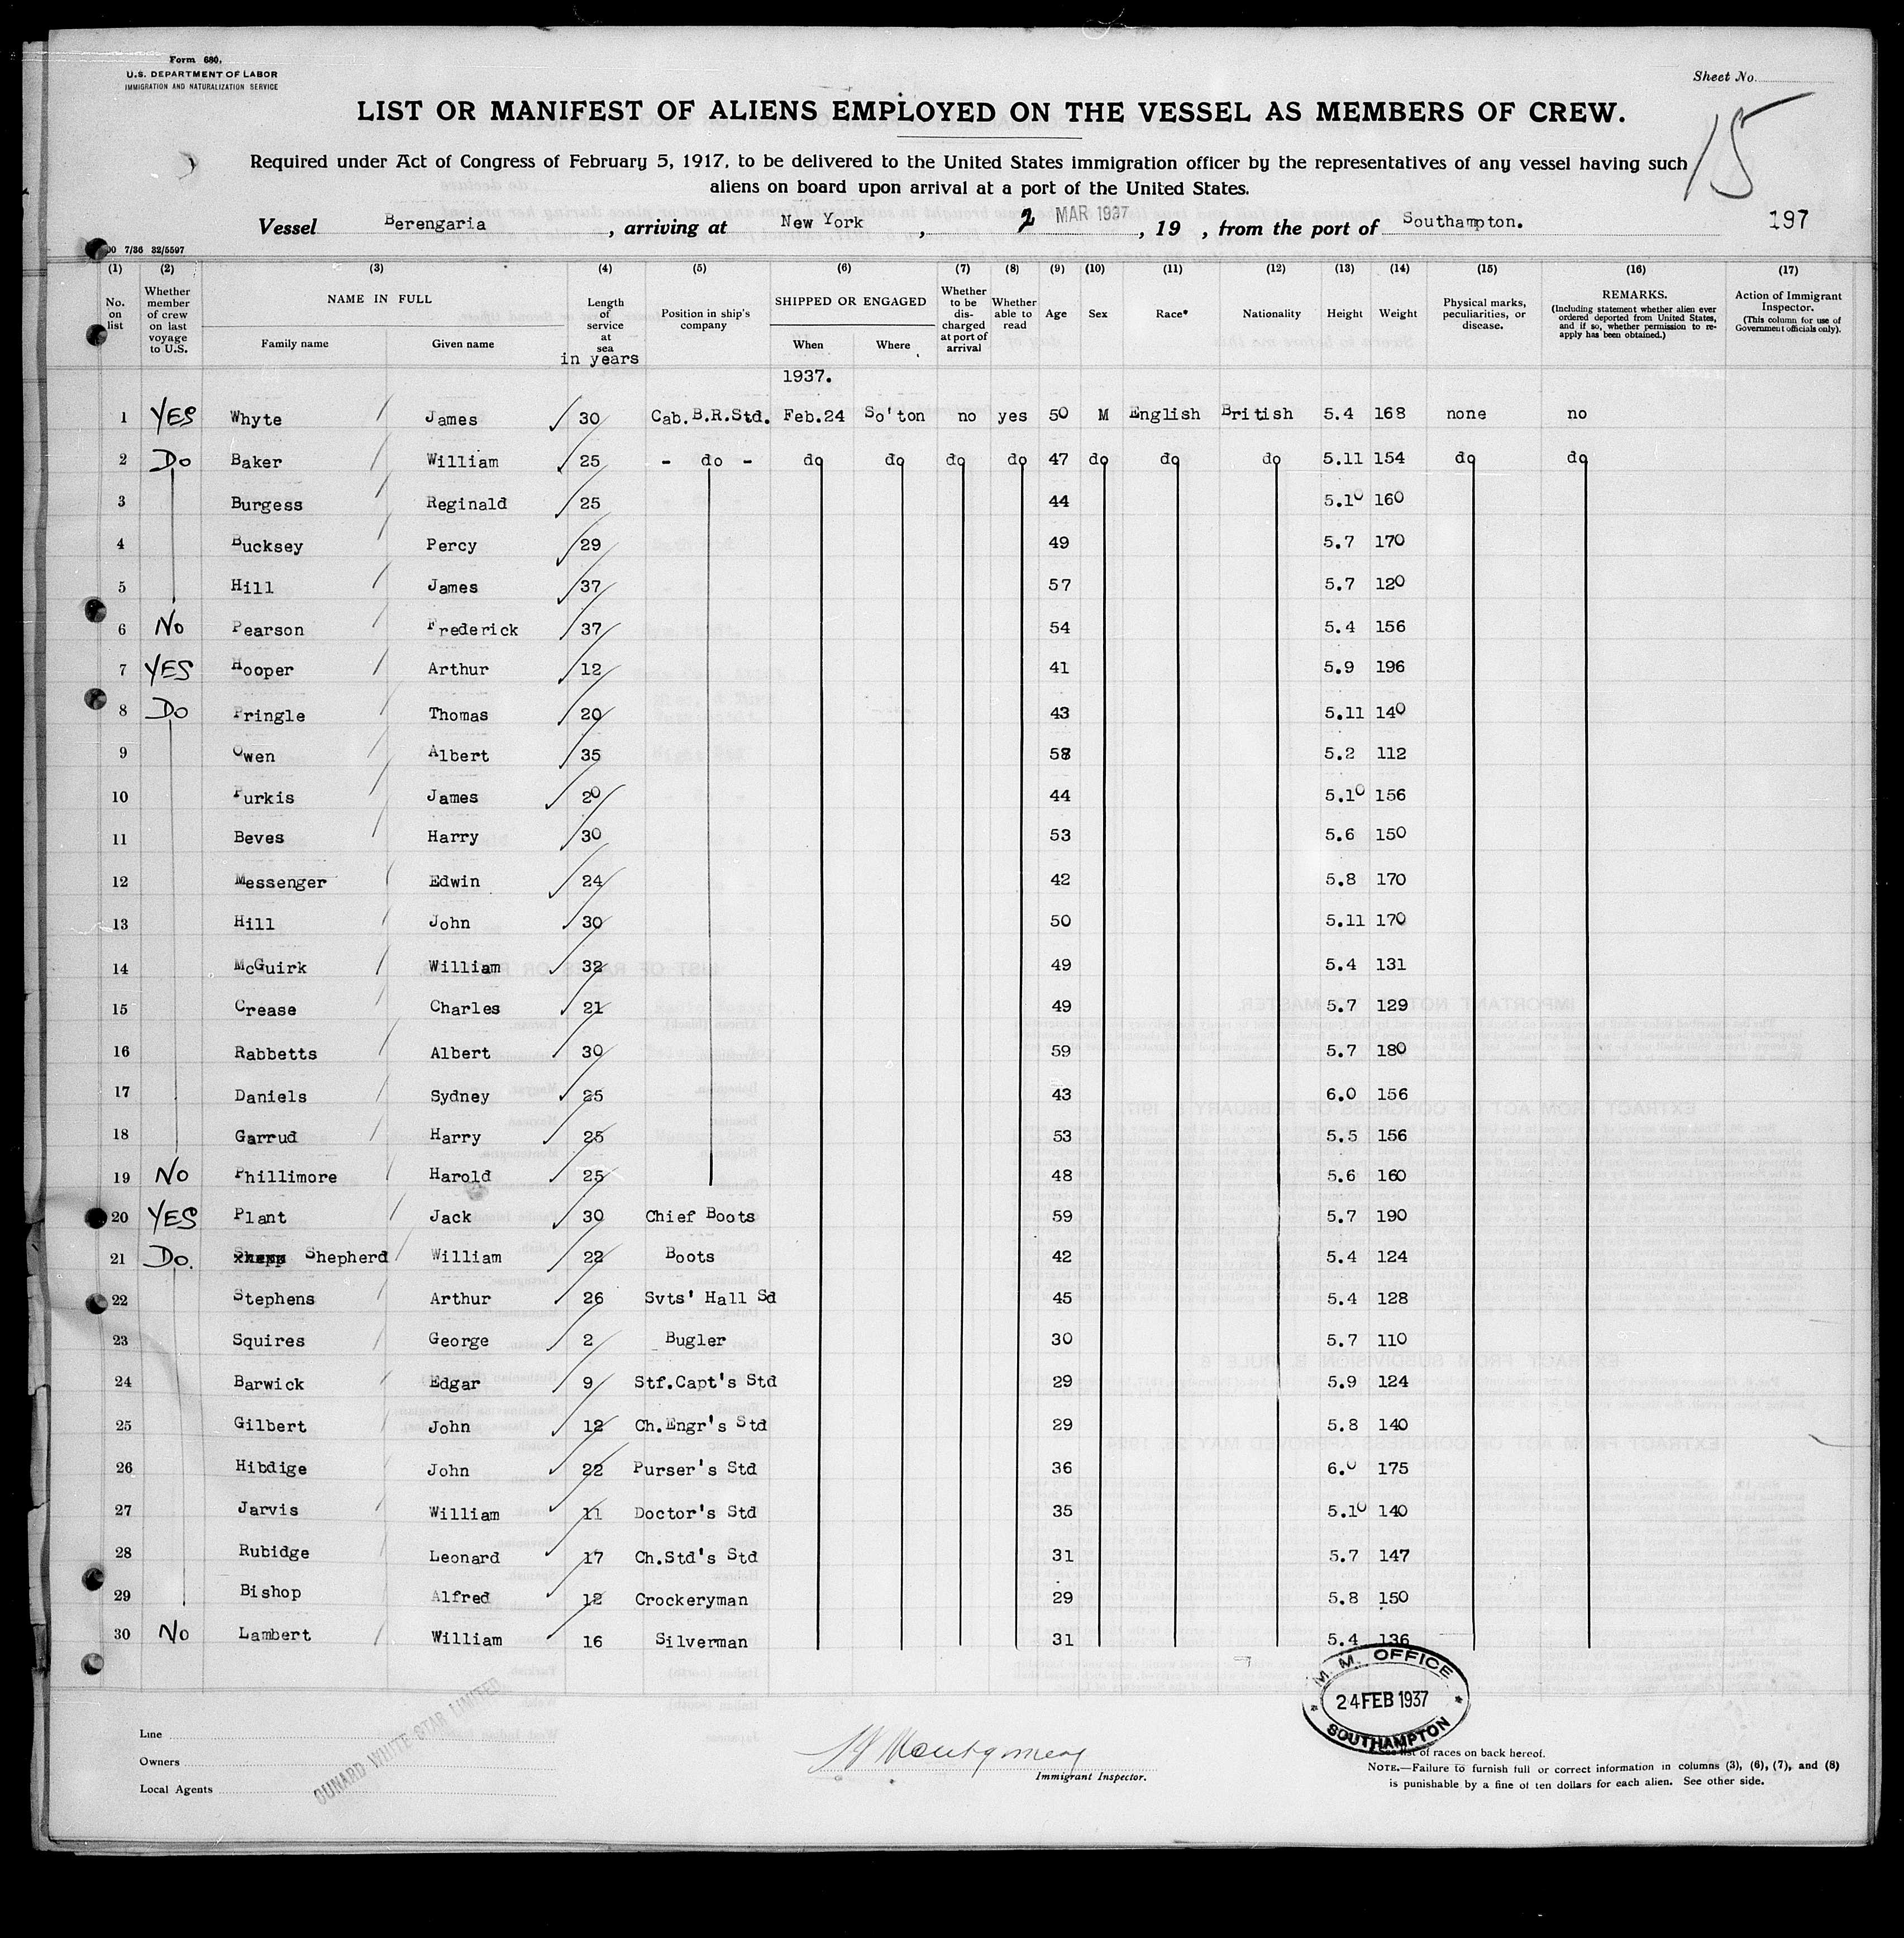 Form 680.
U.S. DEPARTMENT OF LABOR
IMMIGRATION AND NATURALIZATION SERVICE
Sheet No.
15
LIST OR MANIFEST OF ALIENS EMPLOYED ON THE VESSEL AS MEMBERS OF CREW.
Required under Act of Congress of February 5, 1917, to be delivered to the United States immigration officer by the representatives of any vessel having such
aliens on board upon arrival at a port of the United States.
Vessel Berengaria, arriving at New York, 2 MAR 1937, 19 , from the port of Southampton. 197
7/36 32/5597
(1) (2) (3) (4) (5) (6) (7) (8) (9) (10) (11) (12) (13) (14) (15) (16) (17)
No. on list
Whether member of crew on last voyage to U.S.
NAME IN FULL
Family name Given name
Length of service at sea in years
Position in ship's company
SHIPPED OR ENGAGED
When Where
Whether to be discharged at port of arrival
Whether able to read
Age
Sex
Race*
Nationality
Height
Weight
Physical marks, peculiarities, or disease.
REMARKS.
(Including statement whether alien ever ordered deported from United States, and if so, whether permission to re-apply has been obtained.)
Action of Immigrant Inspector.
(This column for use of Government officials only).
1937.
1 YES Whyte James 30 Cab.B.R.Std. Feb.24 So'ton no yes 50 M English British 5.4 168 none no
2 Do Baker William 25 - do - do do do do 47 do do do 5.11 154 do do
3 Burgess Reginald 25 44 5.10 160
4 Bucksey Percy 29 49 5.7 170
5 Hill James 37 57 5.7 120
6 No Pearson Frederick 37 54 5.4 156
7 YES Hooper Arthur 12 41 5.9 196
8 Do Pringle Thomas 20 43 5.11 140
9 Owen Albert 35 58 5.2 112
10 Purkis James 20 44 5.10 156
11 Beves Harry 30 53 5.6 150
12 Messenger Edwin 24 42 5.8 170
13 Hill John 30 50 5.11 170
14 McGuirk William 32 49 5.4 131
15 Crease Charles 21 49 5.7 129
16 Rabbetts Albert 30 59 5.7 180
17 Daniels Sydney 25 43 6.0 156
18 Garrud Harry 25 53 5.5 156
19 No Phillimore Harold 25 48 5.6 160
20 YES Plant Jack 30 Chief Boots 59 5.7 190
21 Do. Shepherd William 22 Boots 42 5.4 124
22 Stephens Arthur 26 Svts' Hall Sd 45 5.4 128
23 Squires George 2 Bugler 30 5.7 110
24 Barwick Edgar 9 Stf.Capt's Std 29 5.9 124
25 Gilbert John 12 Ch.Engr's Std 29 5.8 140
26 Hibdige John 22 Purser's Std 36 6.0 175
27 Jarvis William 11 Doctor's Std 35 5.10 140
28 Rubidge Leonard 17 Ch.Std's Std 31 5.7 147
29 Bishop Alfred 12 Crockeryman 29 5.8 150
30 No Lambert William 16 Silverman 31 5.4 136
M. M. OFFICE
24 FEB 1937
SOUTHAMPTON
Line
Owners
Local Agents
CUNARD WHITE STAR LIMITED
Montgomery
Immigrant Inspector.
list of races on back hereof.
NOTE.—Failure to furnish full or correct information in columns (3), (6), (7), and (8)
is punishable by a fine of ten dollars for each alien. See other side.